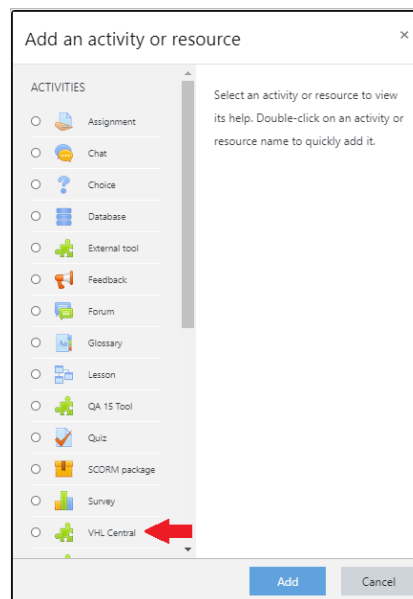 Add an activity or resource
×
ACTIVITIES
Assignment
Chat
Choice
Database
External tool
Feedback
Forum
Glossary
Lesson
QA 15 Tool
Quiz
SCORM package
Survey
VHL Central
Select an activity or resource to view
its help. Double-click on an activity or
resource name to quickly add it.
Add
Cancel